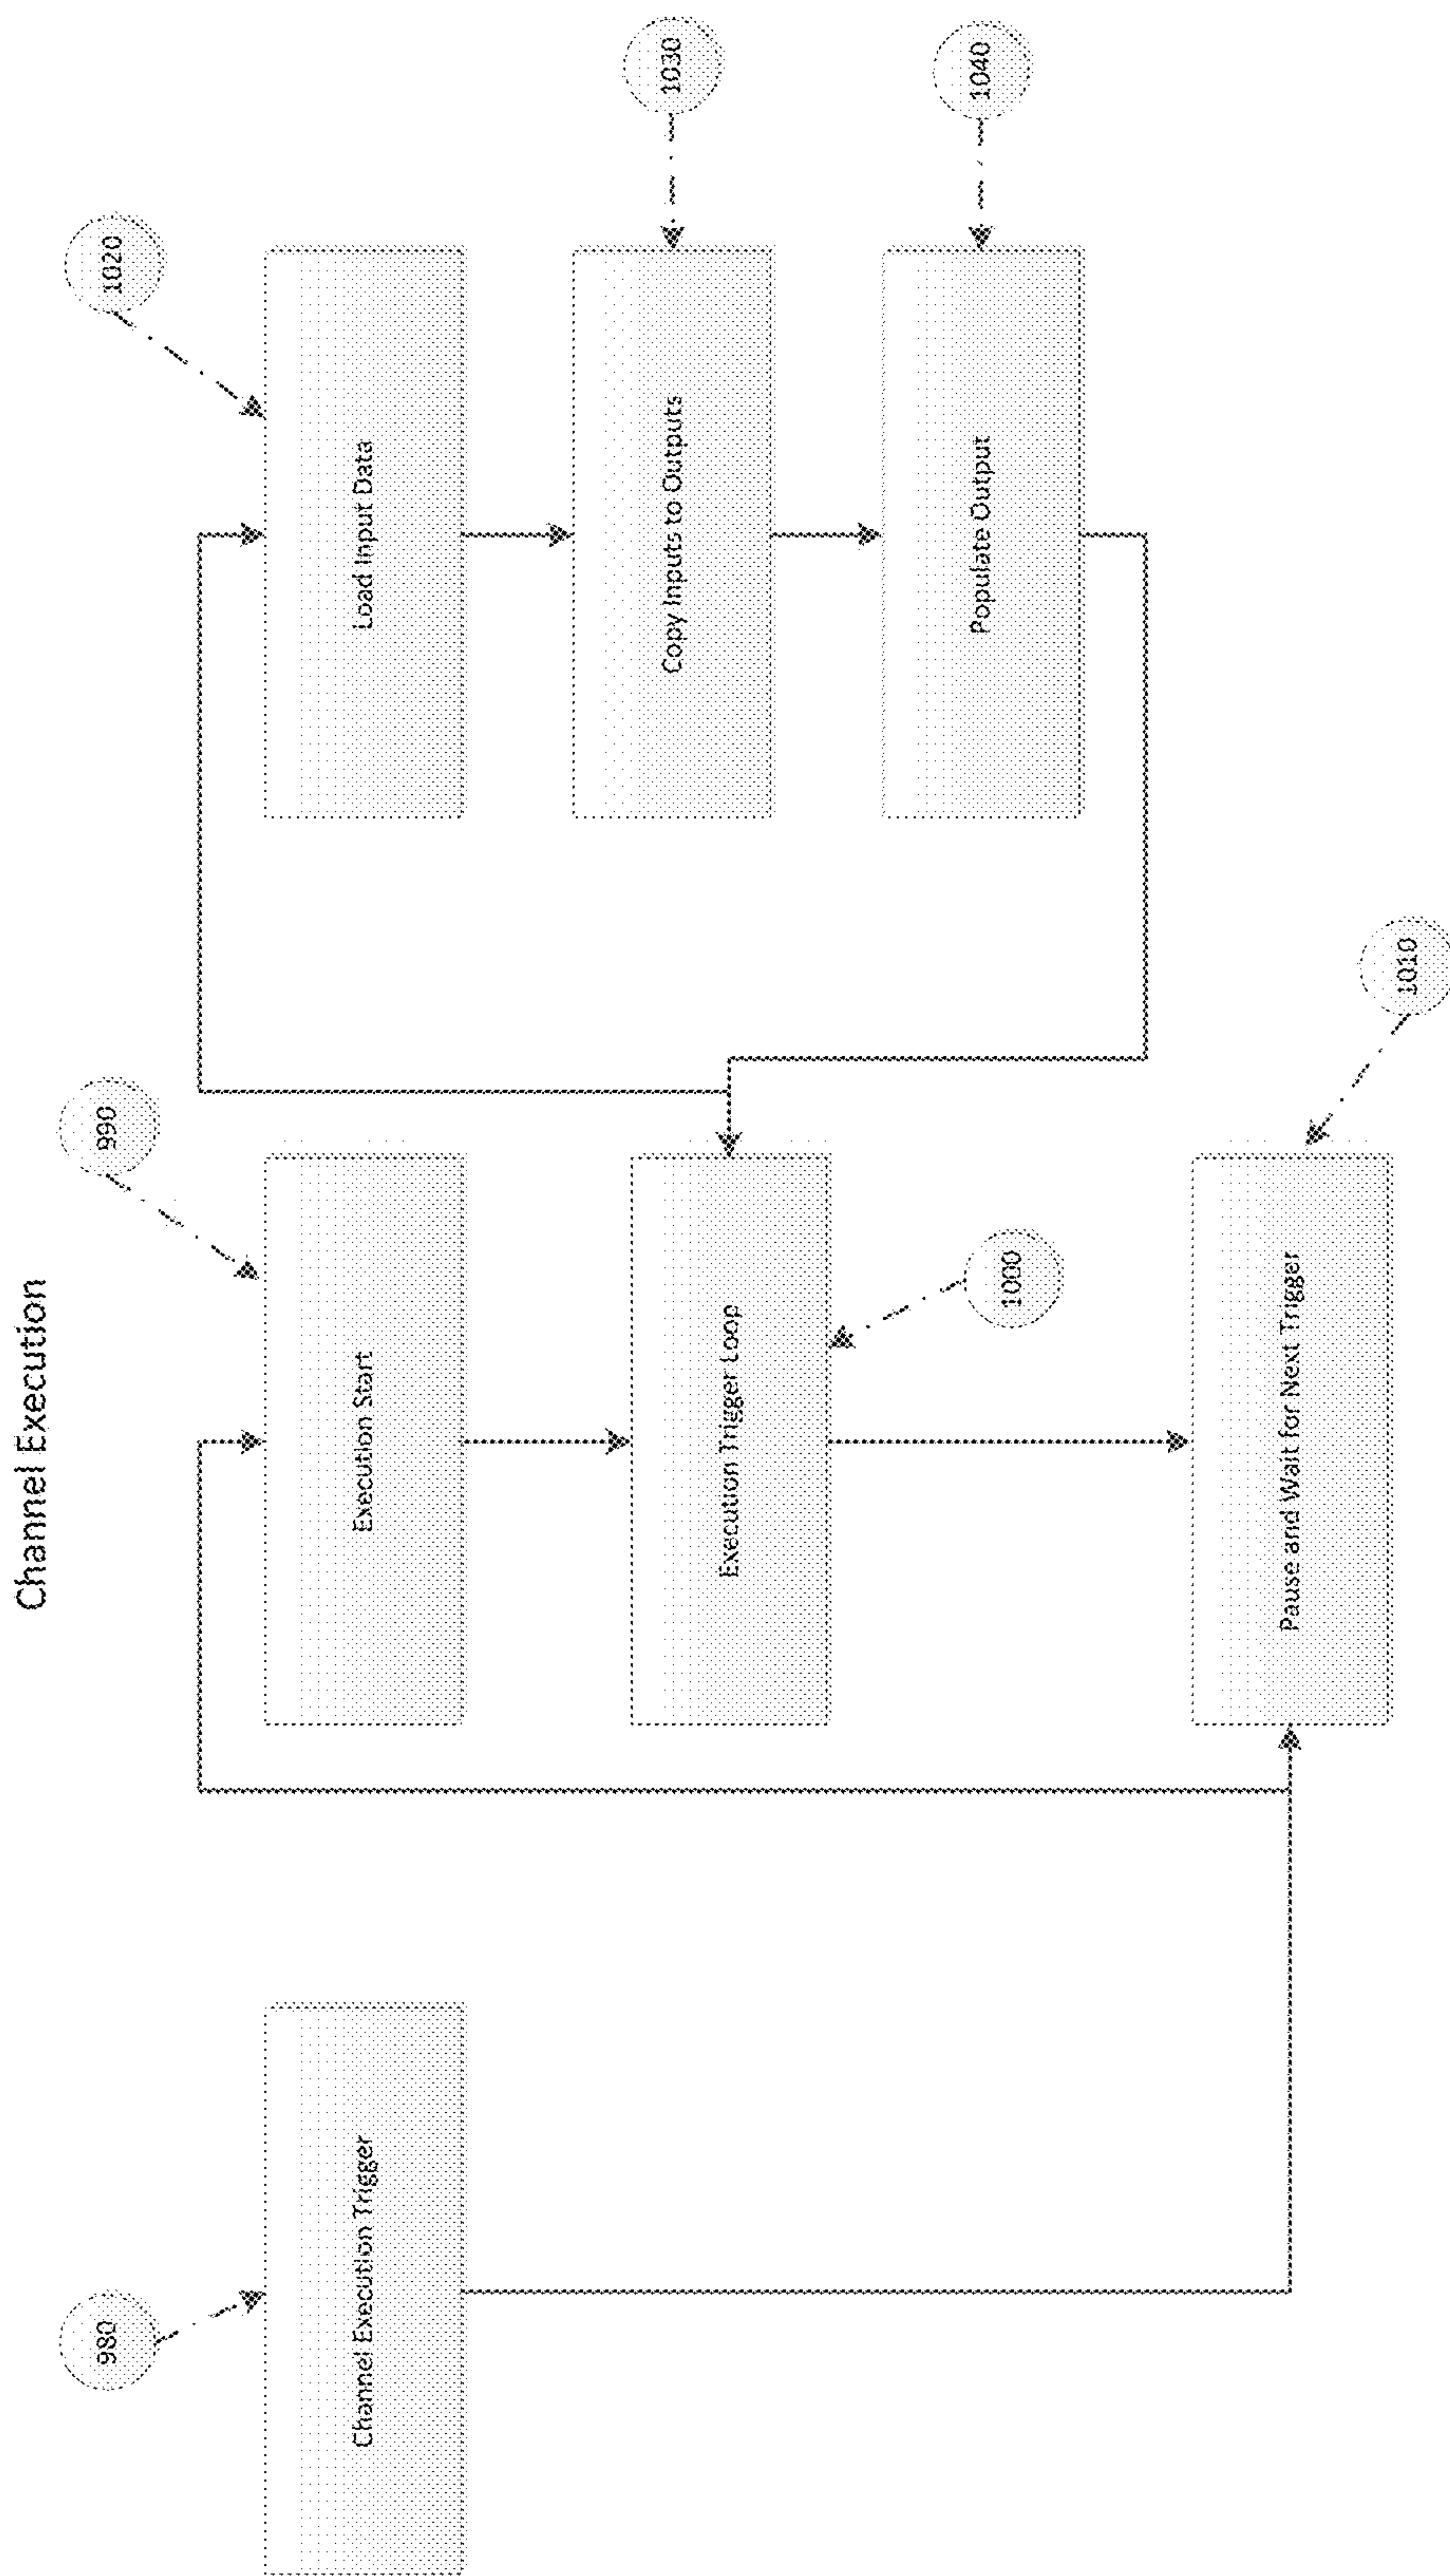 Channel Execution
980
Channel Execution Trigger
990
Execution Start
Execution Trigger Loop
1000
Pause and Wait for Next Trigger
1010
1020
Load Input Data
1030
Copy Inputs to Outputs
1040
Populate Output